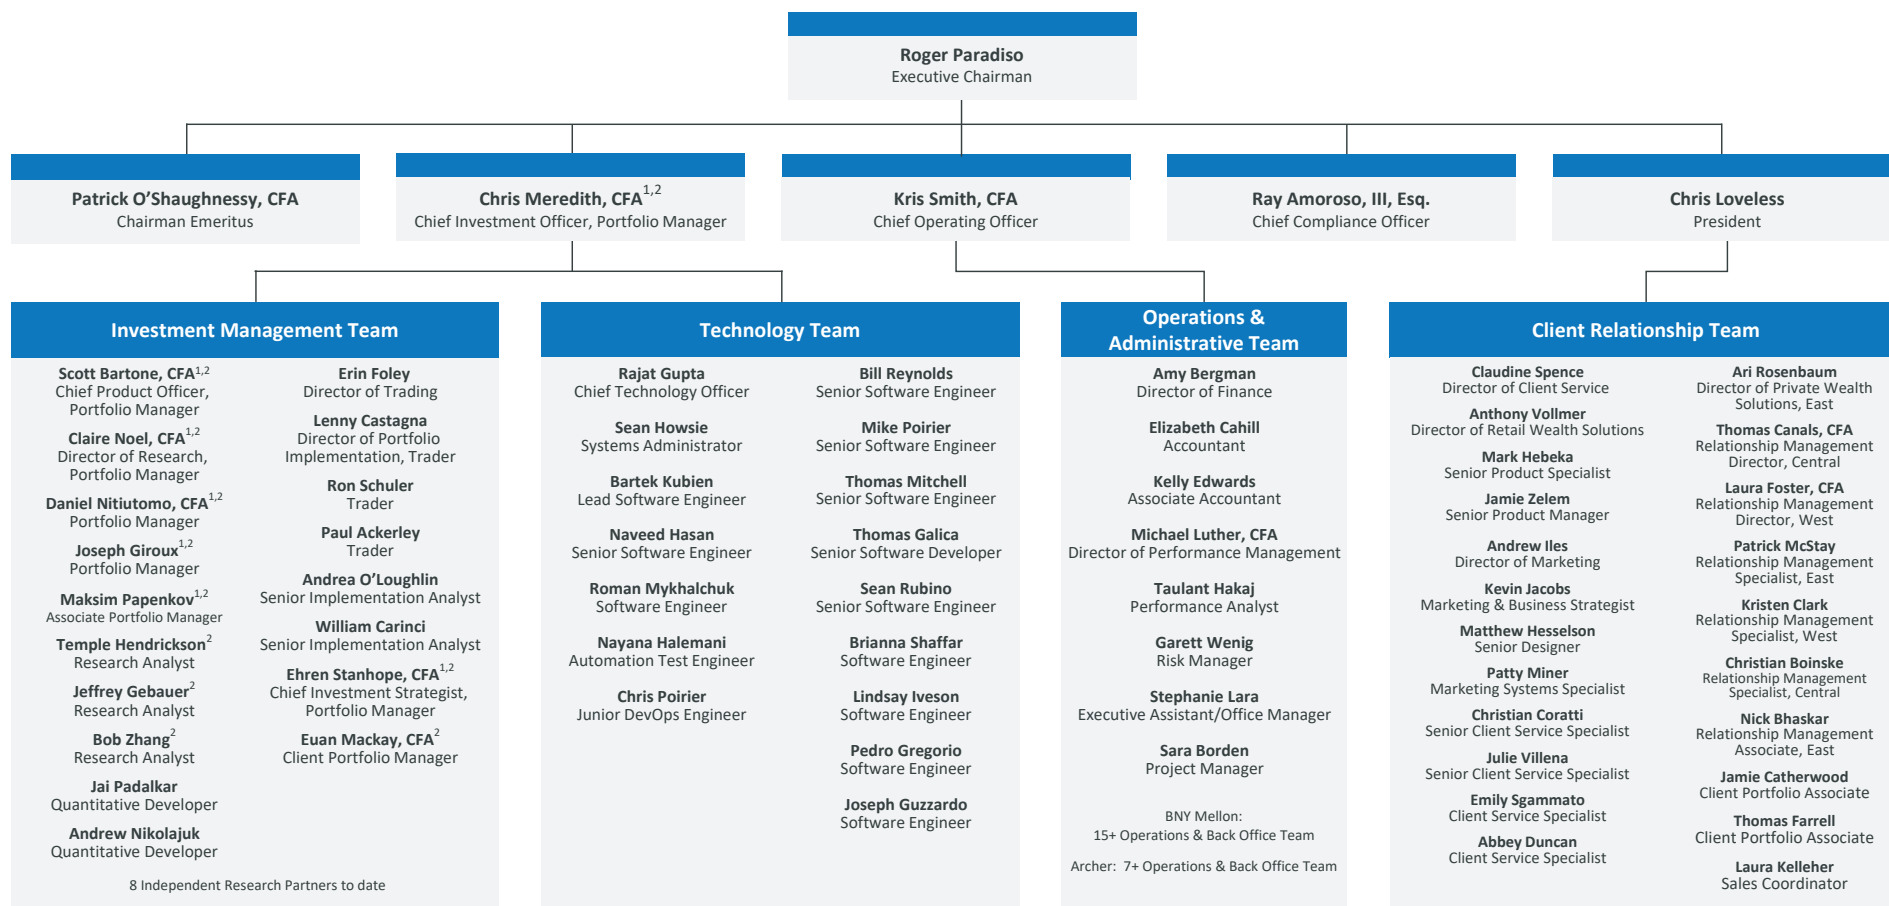 Roger Paradiso
Executive Chairman
Patrick O’Shaughnessy, CFA
Chairman Emeritus
Chris Meredith, CFA1,2
Chief Investment Officer, Portfolio Manager
Kris Smith, CFA
Chief Operating Officer
Ray Amoroso, III, Esq.
Chief Compliance Officer
Chris Loveless
President
Investment Management Team
Scott Bartone, CFA1,2
Chief Product Officer,
Portfolio Manager
Claire Noel, CFA1,2
Director of Research,
Portfolio Manager
Daniel Nitiutomo, CFA1,2
Portfolio Manager
Joseph Giroux1,2
Portfolio Manager
Maksim Papenkov1,2
Associate Portfolio Manager
Temple Hendrickson2
Research Analyst
Jeffrey Gebauer2
Research Analyst
Bob Zhang2
Research Analyst
Jai Padalkar
Quantitative Developer
Andrew Nikolajuk
Quantitative Developer
Erin Foley
Director of Trading
Lenny Castagna
Director of Portfolio
Implementation, Trader
Ron Schuler
Trader
Paul Ackerley
Trader
Andrea O’Loughlin
Senior Implementation Analyst
William Carinci
Senior Implementation Analyst
Ehren Stanhope, CFA1,2
Chief Investment Strategist,
Portfolio Manager
Euan Mackay, CFA2
Client Portfolio Manager
8 Independent Research Partners to date
Technology Team
Rajat Gupta
Chief Technology Officer
Sean Howsie
Systems Administrator
Bartek Kubien
Lead Software Engineer
Naveed Hasan
Senior Software Engineer
Roman Mykhalchuk
Software Engineer
Nayana Halemani
Automation Test Engineer
Chris Poirier
Junior DevOps Engineer
Bill Reynolds
Senior Software Engineer
Mike Poirier
Senior Software Engineer
Thomas Mitchell
Senior Software Engineer
Thomas Galica
Senior Software Developer
Sean Rubino
Senior Software Engineer
Brianna Shaffar
Software Engineer
Lindsay Iveson
Software Engineer
Pedro Gregorio
Software Engineer
Joseph Guzzardo
Software Engineer
Operations &
Administrative Team
Amy Bergman
Director of Finance
Elizabeth Cahill
Accountant
Kelly Edwards
Associate Accountant
Michael Luther, CFA
Director of Performance Management
Taulant Hakaj
Performance Analyst
Garett Wenig
Risk Manager
Stephanie Lara
Executive Assistant/Office Manager
Sara Borden
Project Manager
BNY Mellon:
15+ Operations & Back Office Team
Archer: 7+ Operations & Back Office Team
Client Relationship Team
Claudine Spence
Director of Client Service
Anthony Vollmer
Director of Retail Wealth Solutions
Mark Hebeka
Senior Product Specialist
Jamie Zelem
Senior Product Manager
Andrew Iles
Director of Marketing
Kevin Jacobs
Marketing & Business Strategist
Matthew Hesselson
Senior Designer
Patty Miner
Marketing Systems Specialist
Christian Coratti
Senior Client Service Specialist
Julie Villena
Senior Client Service Specialist
Emily Sgammato
Client Service Specialist
Abbey Duncan
Client Service Specialist
Ari Rosenbaum
Director of Private Wealth
Solutions, East
Thomas Canals, CFA
Relationship Management
Director, Central
Laura Foster, CFA
Relationship Management
Director, West
Patrick McStay
Relationship Management
Specialist, East
Kristen Clark
Relationship Management
Specialist, West
Christian Boinske
Relationship Management
Specialist, Central
Nick Bhaskar
Relationship Management
Associate, East
Jamie Catherwood
Client Portfolio Associate
Thomas Farrell
Client Portfolio Associate
Laura Kelleher
Sales Coordinator